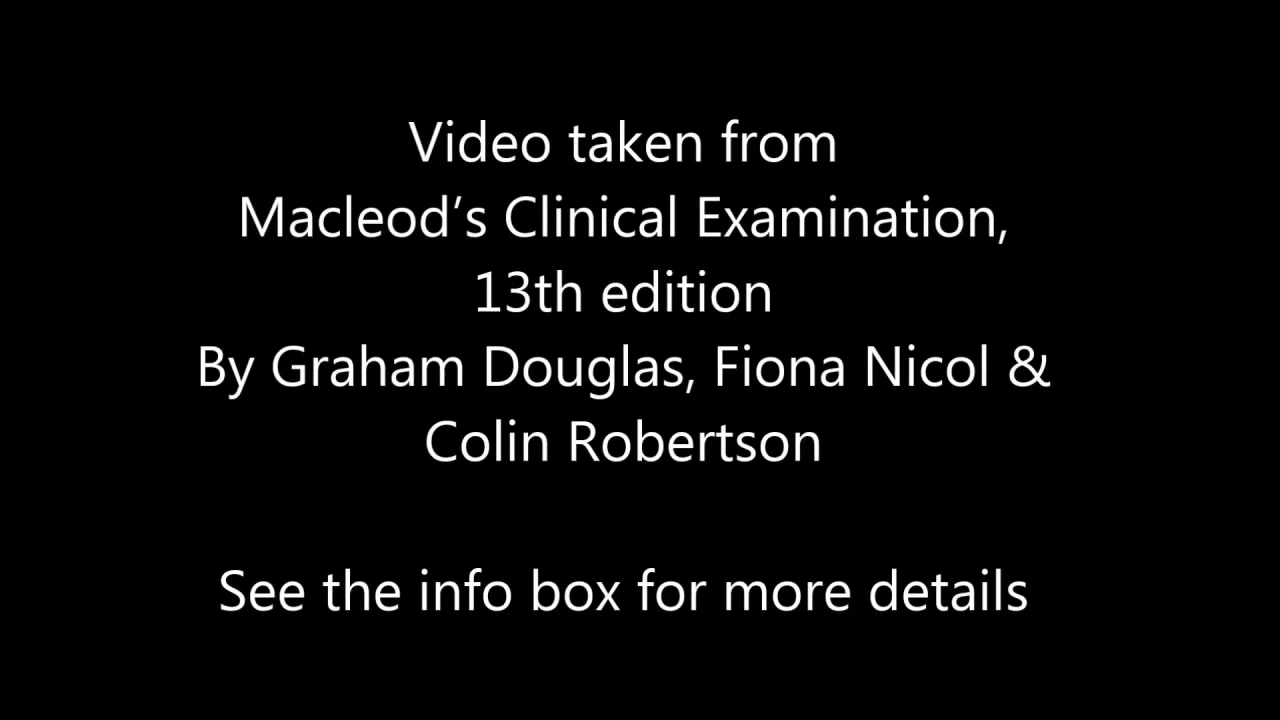 Video taken from
Macleod’s Clinical Examination,
13th edition
By Graham Douglas, Fiona Nicol &
Colin Robertson
See the info box for more details